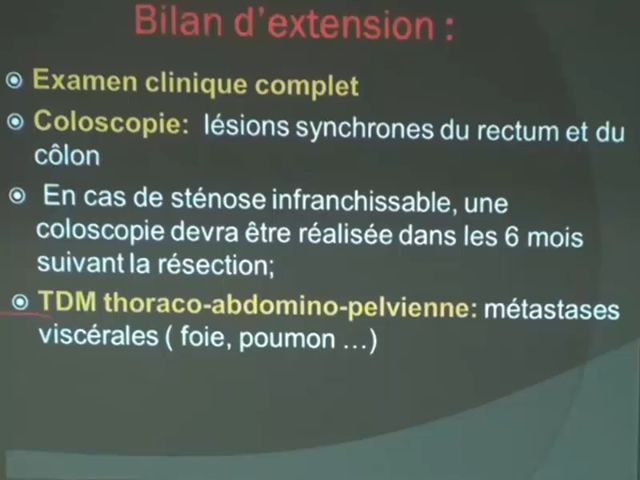 Bilan d'extension :
Examen clinique complet
Coloscopie: lésions synchrones du rectum et du
côlon
En cas de sténose infranchissable, une
coloscopie devra être réalisée dans les 6 mois
suivant la résection;
TDM thoraco-abdomino-pelvienne: métastases
viscérales ( foie, poumon ...)